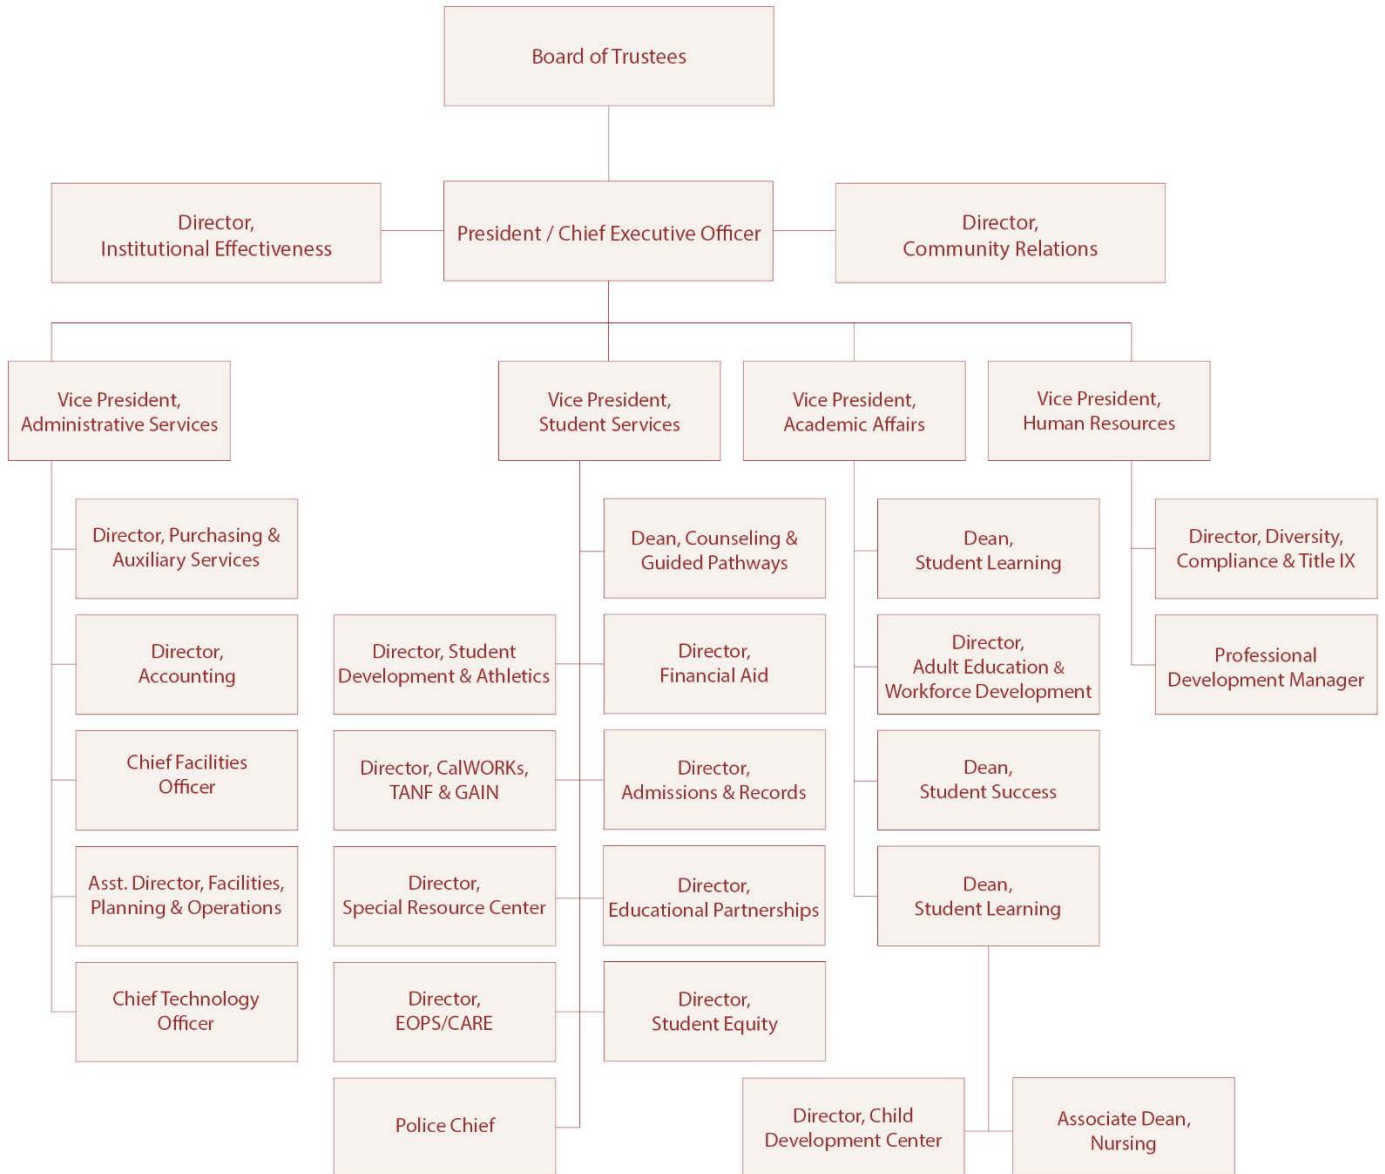 Board of Trustees
Director,
Institutional Effectiveness
President / Chief Executive Officer
Director,
Community Relations
Vice President,
Administrative Services
Vice President,
Student Services
Vice President,
Academic Affairs
Vice President,
Human Resources
Director, Purchasing &
Auxiliary Services
Dean, Counseling &
Guided Pathways
Dean,
Student Learning
Director, Diversity,
Compliance & Title IX
Director,
Accounting
Director, Student
Development & Athletics
Director,
Financial Aid
Director,
Adult Education &
Workforce Development
Professional
Development Manager
Chief Facilities
Officer
Director, CalWORKs,
TANF & GAIN
Director,
Admissions & Records
Dean,
Student Success
Asst. Director, Facilities,
Planning & Operations
Director,
Special Resource Center
Director,
Educational Partnerships
Dean,
Student Learning
Chief Technology
Officer
Director,
EOPS/CARE
Director,
Student Equity
Police Chief
Director, Child
Development Center
Associate Dean,
Nursing